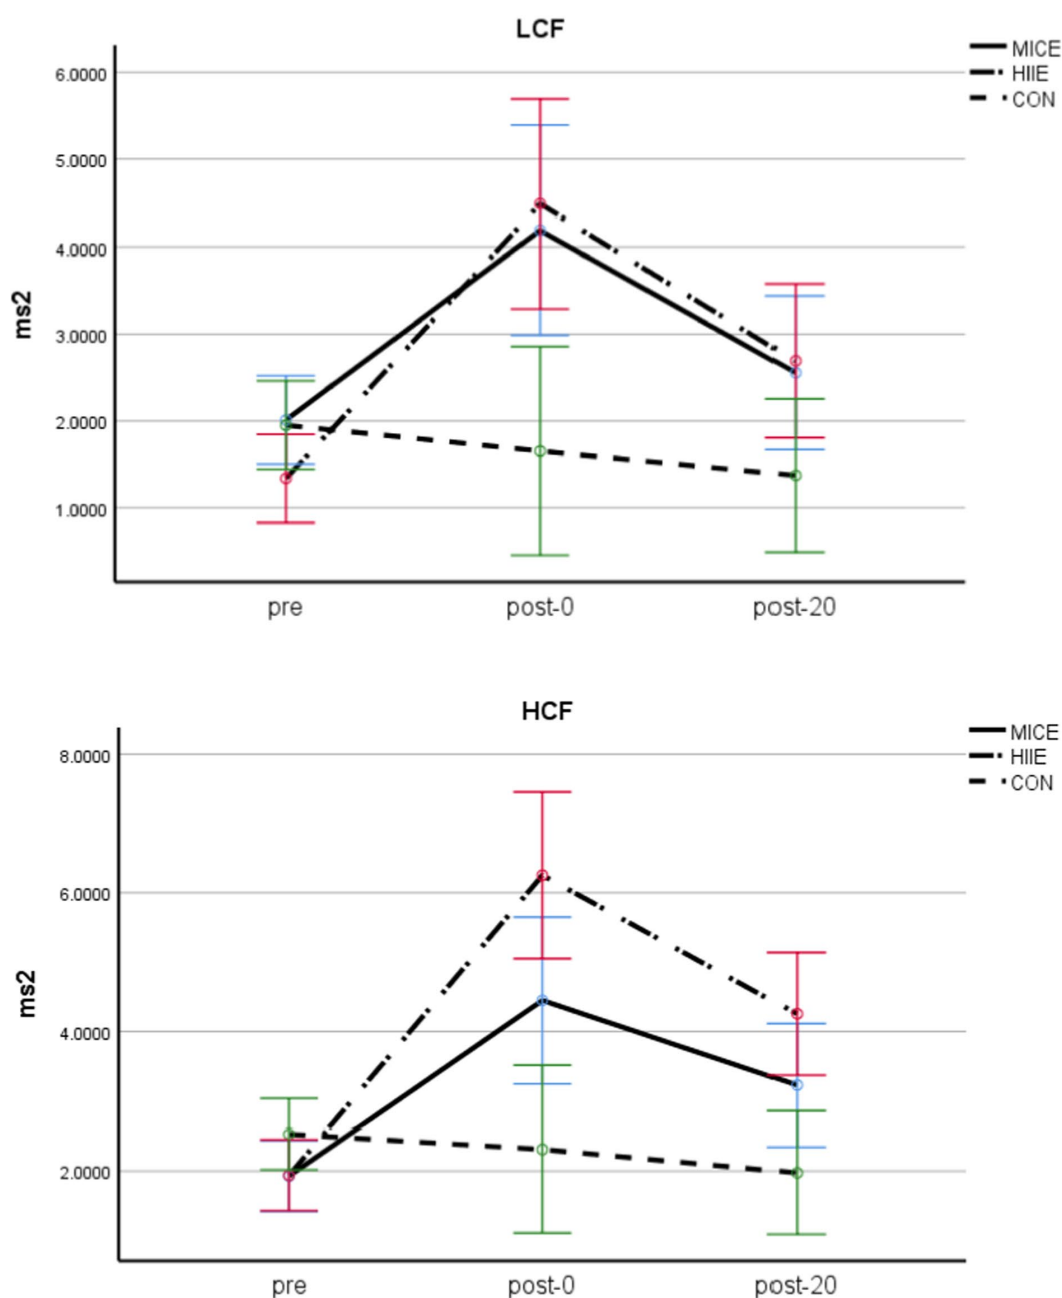 LCF
MICE
HIIE
CON
6.0000
5.0000
4.0000
3.0000
2.0000
1.0000
ms2
pre post-0 post-20
HCF
MICE
HIIE
CON
8.0000
6.0000
4.0000
2.0000
ms2
pre post-0 post-20